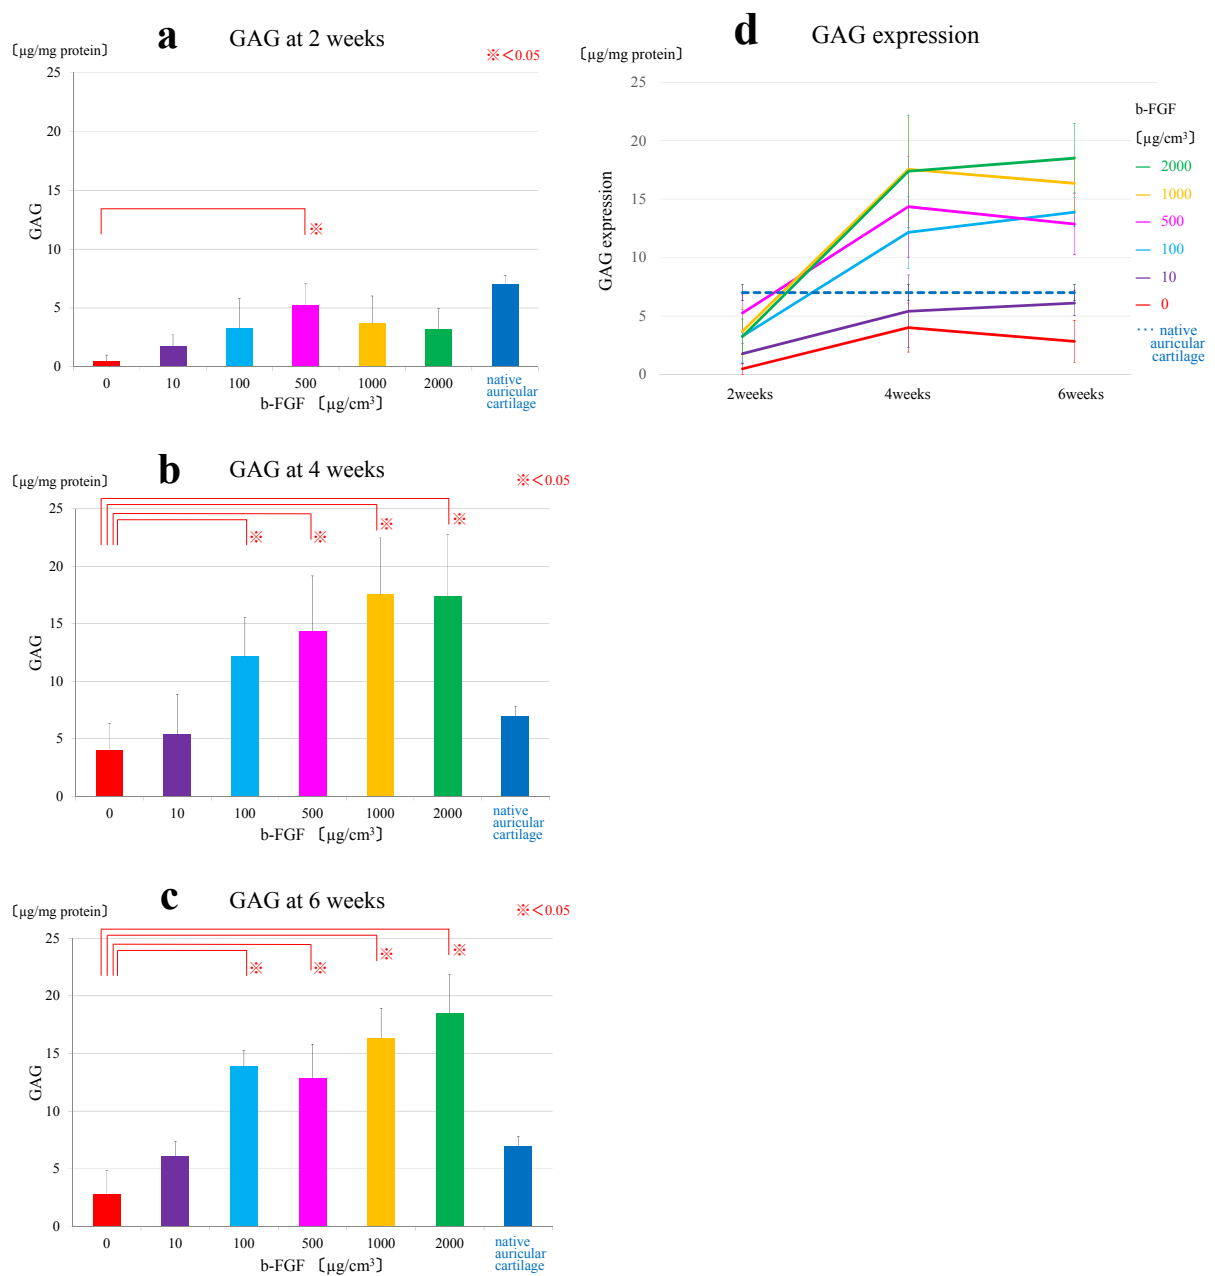 a GAG at 2 weeks
〔µg/mg protein〕
※<0.05
25
20
15
10
5
0
GAG
※
0 10 100 500 1000 2000 native auricular cartilage
b-FGF 〔µg/cm³〕
b GAG at 4 weeks
〔µg/mg protein〕
※<0.05
25
20
15
10
5
0
GAG
※ ※ ※ ※
0 10 100 500 1000 2000 native auricular cartilage
b-FGF 〔µg/cm³〕
c GAG at 6 weeks
〔µg/mg protein〕
※<0.05
25
20
15
10
5
0
GAG
※ ※ ※ ※
0 10 100 500 1000 2000 native auricular cartilage
b-FGF 〔µg/cm³〕
d GAG expression
〔µg/mg protein〕
25
20
15
10
5
0
GAG expression
2weeks 4weeks 6weeks
b-FGF
〔µg/cm³〕
2000
1000
500
100
10
0
native
auricular
cartilage